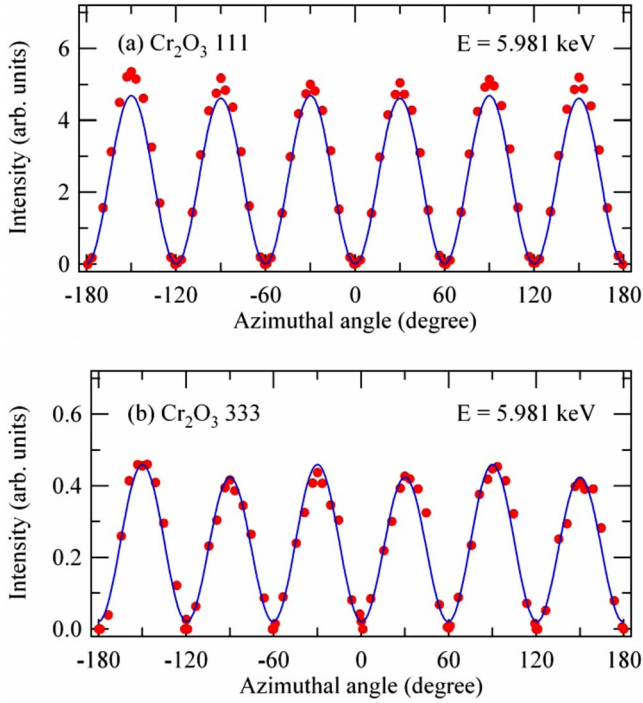 6
4
2
0
Intensity (arb. units)
(a) Cr₂O₃ 111
E = 5.981 keV
-180 -120 -60 0 60 120 180
Azimuthal angle (degree)
0.6
0.4
0.2
0.0
Intensity (arb. units)
(b) Cr₂O₃ 333
E = 5.981 keV
-180 -120 -60 0 60 120 180
Azimuthal angle (degree)